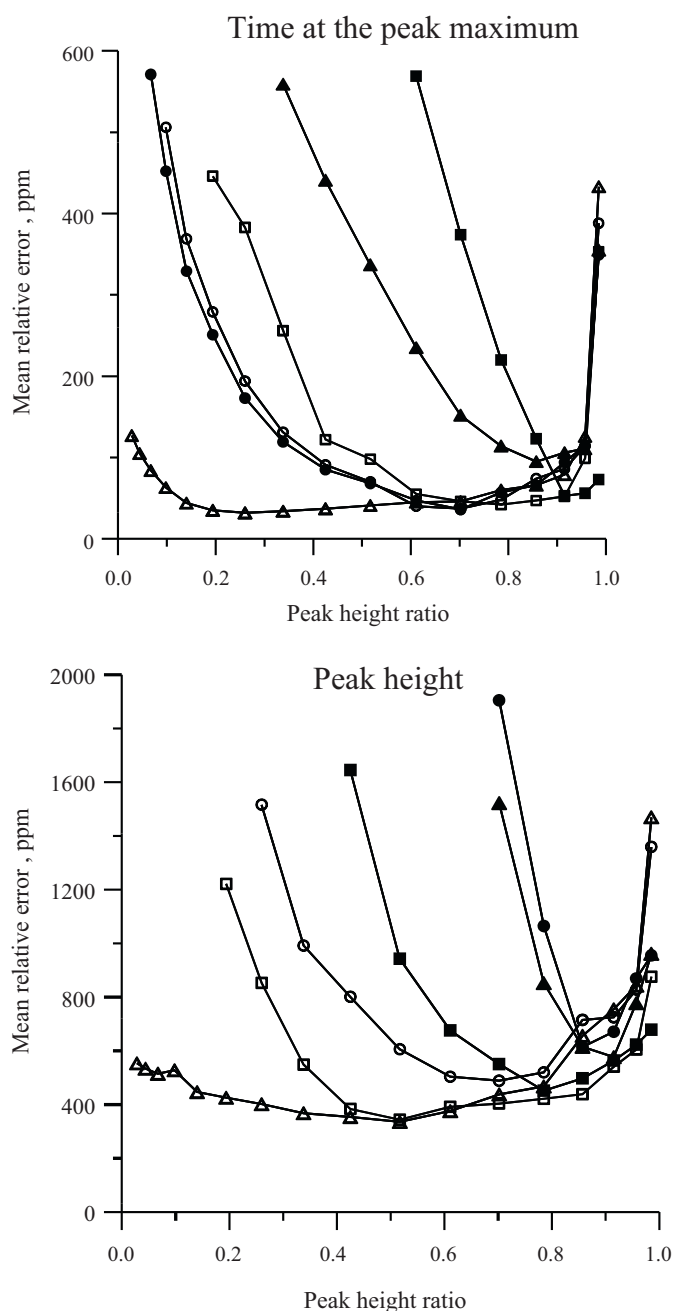 Time at the peak maximum
600
400
200
0
Mean relative error , ppm
0.0 0.2 0.4 0.6 0.8 1.0
Peak height ratio
Peak height
2000
1600
1200
800
400
0
Mean relative error , ppm
0.0 0.2 0.4 0.6 0.8 1.0
Peak height ratio